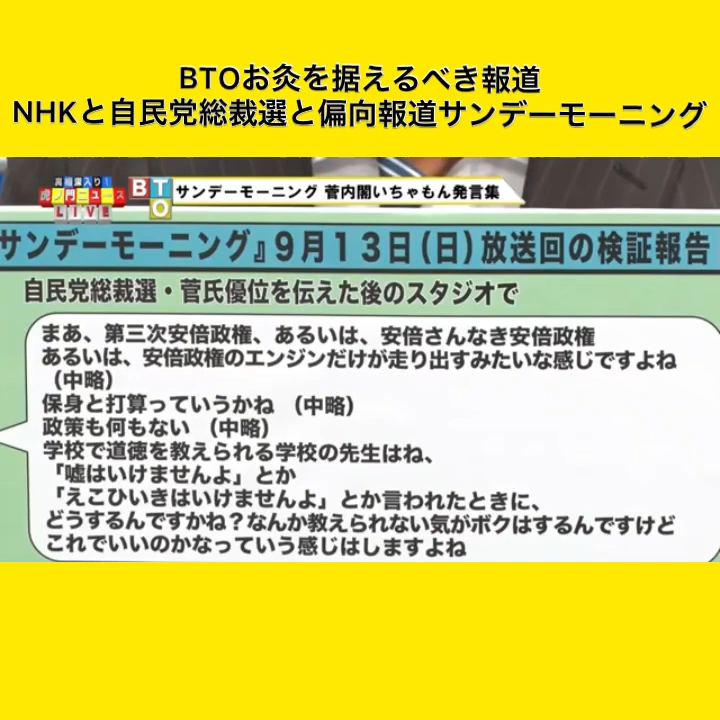 BTOお灸を据えるべき報道
NHKと自民党総裁選と偏向報道サンデーモーニング
真相深入り!
虎ノ門ニュース
LIVE
BTO
サンデーモーニング 菅内閣いちゃもん発言集
サンデーモーニング』9月13日(日)放送回の検証報告
自民党総裁選・菅氏優位を伝えた後のスタジオで
まあ、第三次安倍政権、あるいは、安倍さんなき安倍政権
あるいは、安倍政権のエンジンだけが走り出すみたいな感じですよね
(中略)
保身と打算っていうかね (中略)
政策も何もない (中略)
学校で道徳を教えられる学校の先生はね、
「嘘はいけませんよ」とか
「えこひいきはいけませんよ」とか言われたときに、
どうするんですかね?なんか教えられない気がボクはするんですけど
これでいいのかなっていう感じはしますよね